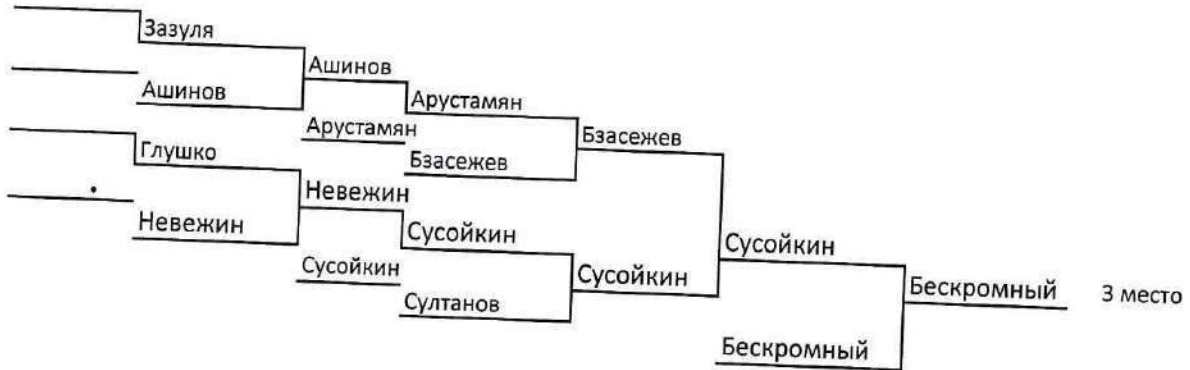 Зазуля
Ашинов
Ашинов
Арустамян
Арустамян
Бзасежев
Бзасежев
Глушко
Невежин
Невежин
Сусойкин
Сусойкин
Сусойкин
Султанов
Сусойкин
Бескромный
Бескромный 3 место